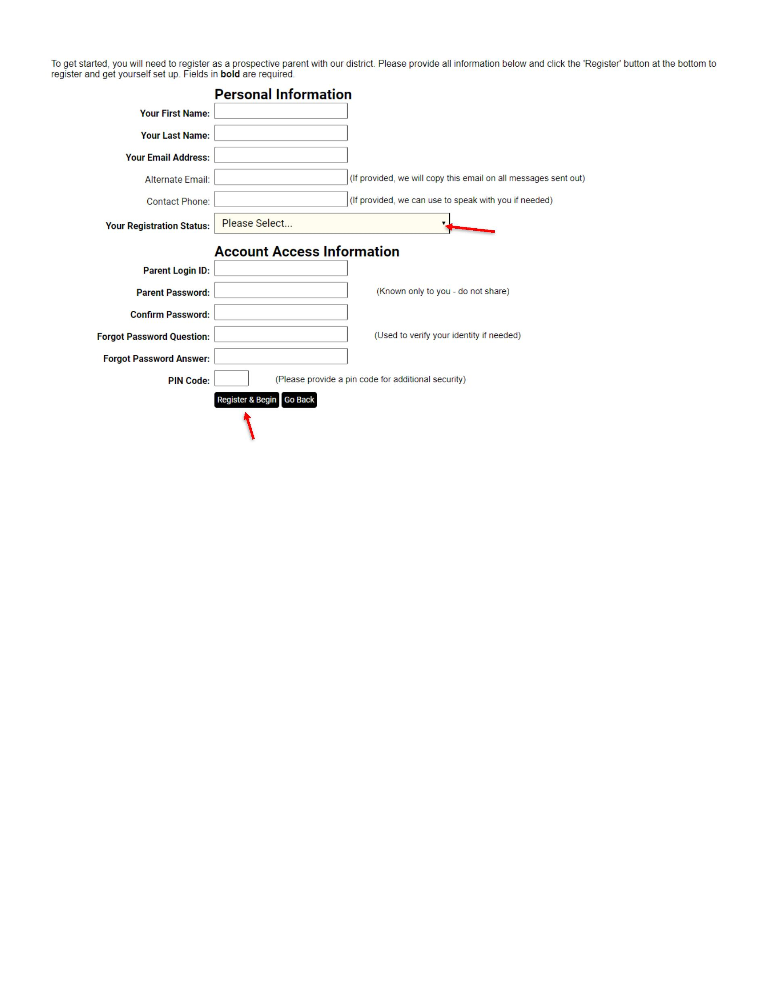 To get started, you will need to register as a prospective parent with our district. Please provide all information below and click the 'Register' button at the bottom to
register and get yourself set up. Fields in bold are required.
Personal Information
Your First Name:
Your Last Name:
Your Email Address:
Alternate Email: (If provided, we will copy this email on all messages sent out)
Contact Phone: (If provided, we can use to speak with you if needed)
Your Registration Status: Please Select...
Account Access Information
Parent Login ID:
Parent Password: (Known only to you - do not share)
Confirm Password:
Forgot Password Question: (Used to verify your identity if needed)
Forgot Password Answer:
PIN Code: (Please provide a pin code for additional security)
Register & Begin Go Back